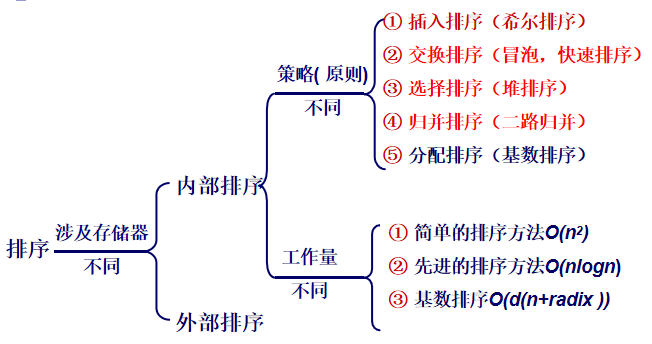 ① 插入排序（希尔排序）
② 交换排序（冒泡，快速排序）
策略( 原则)
③ 选择排序（堆排序）
不同
④ 归并排序（二路归并）
⑤ 分配排序（基数排序）
内部排序
涉及存储器
排序
不同
① 简单的排序方法O(n²)
工作量
② 先进的排序方法O(nlogn)
不同
③ 基数排序O(d(n+radix ))
外部排序